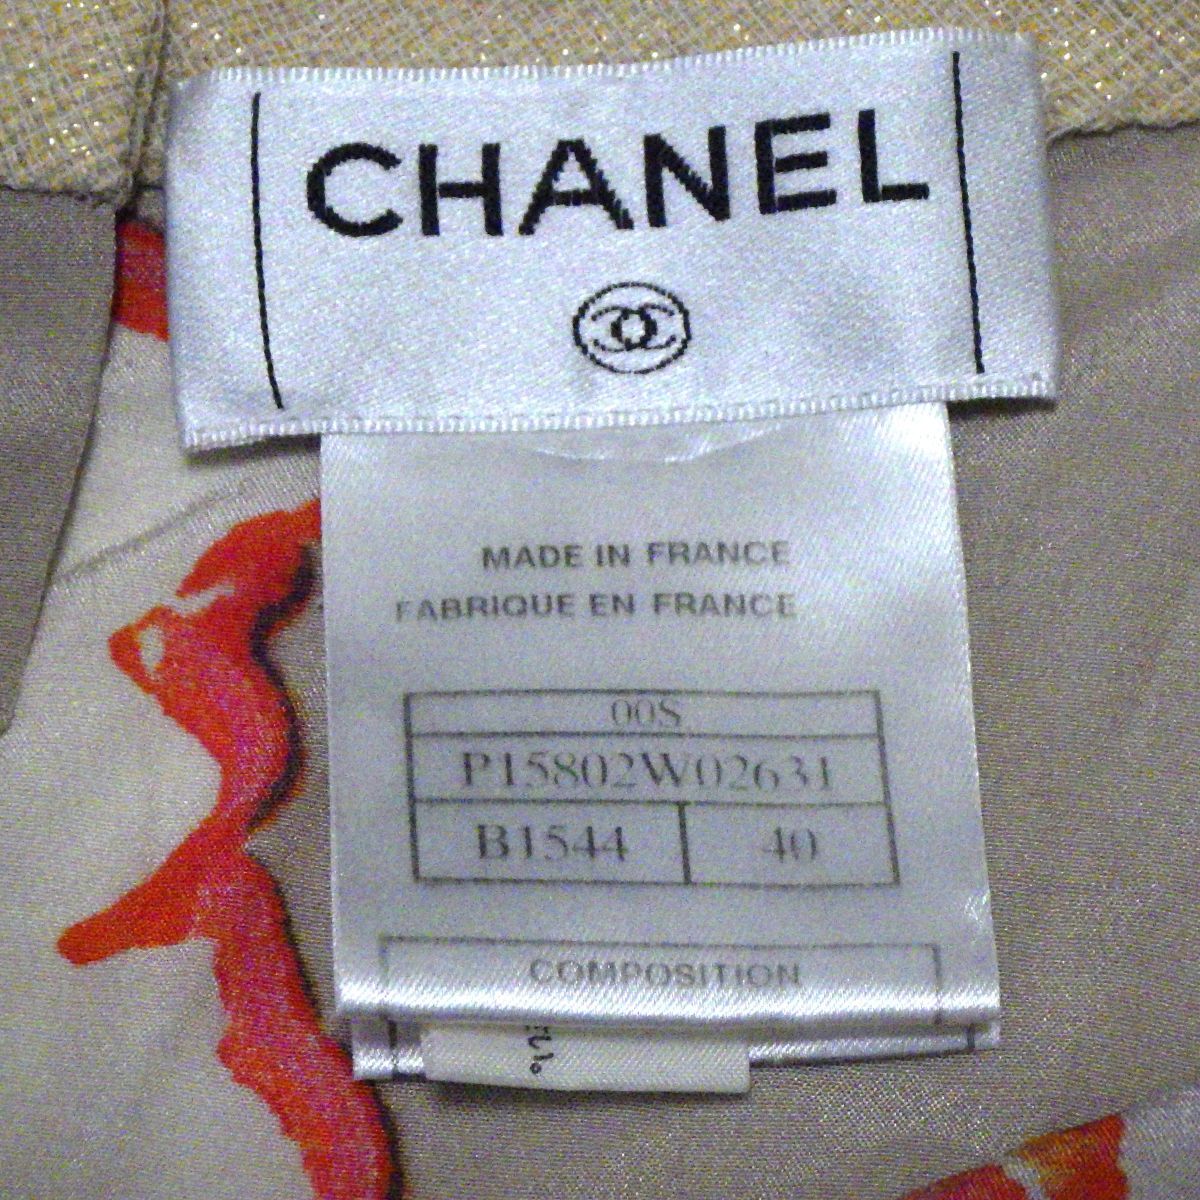 CHANEL
MADE IN FRANCE
FABRIQUE EN FRANCE
00S
P15802W02631
B1544 40
COMPOSITION